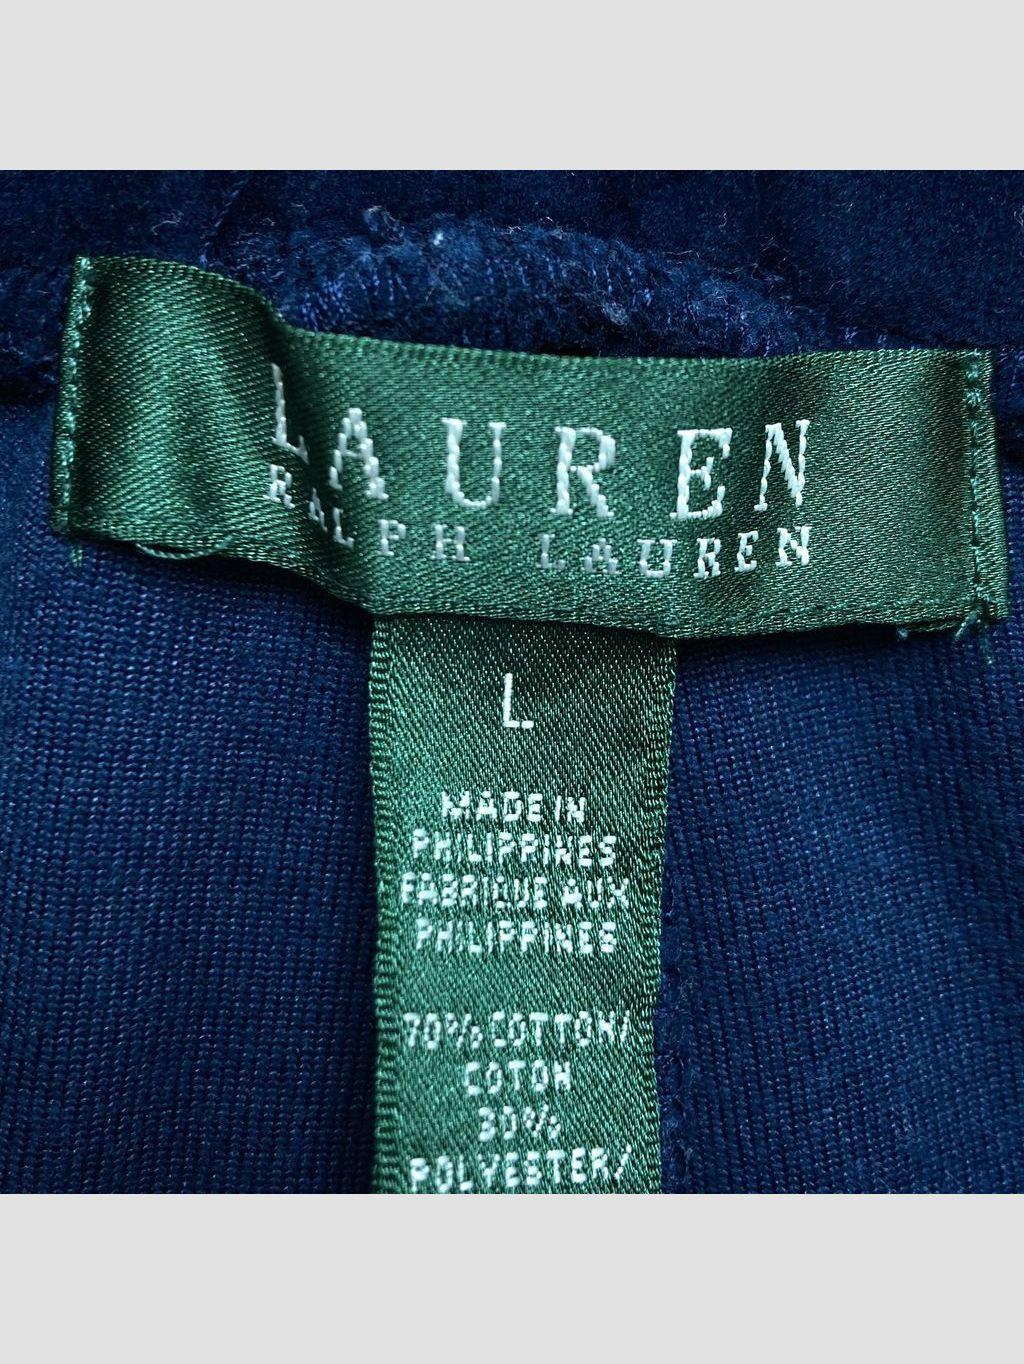 LAUREN
RALPH LAUREN
L
MADE IN
PHILIPPINES
FABRIQUE AUX
PHILIPPINES
70% COTTON/
COTON
30%
POLYESTER/